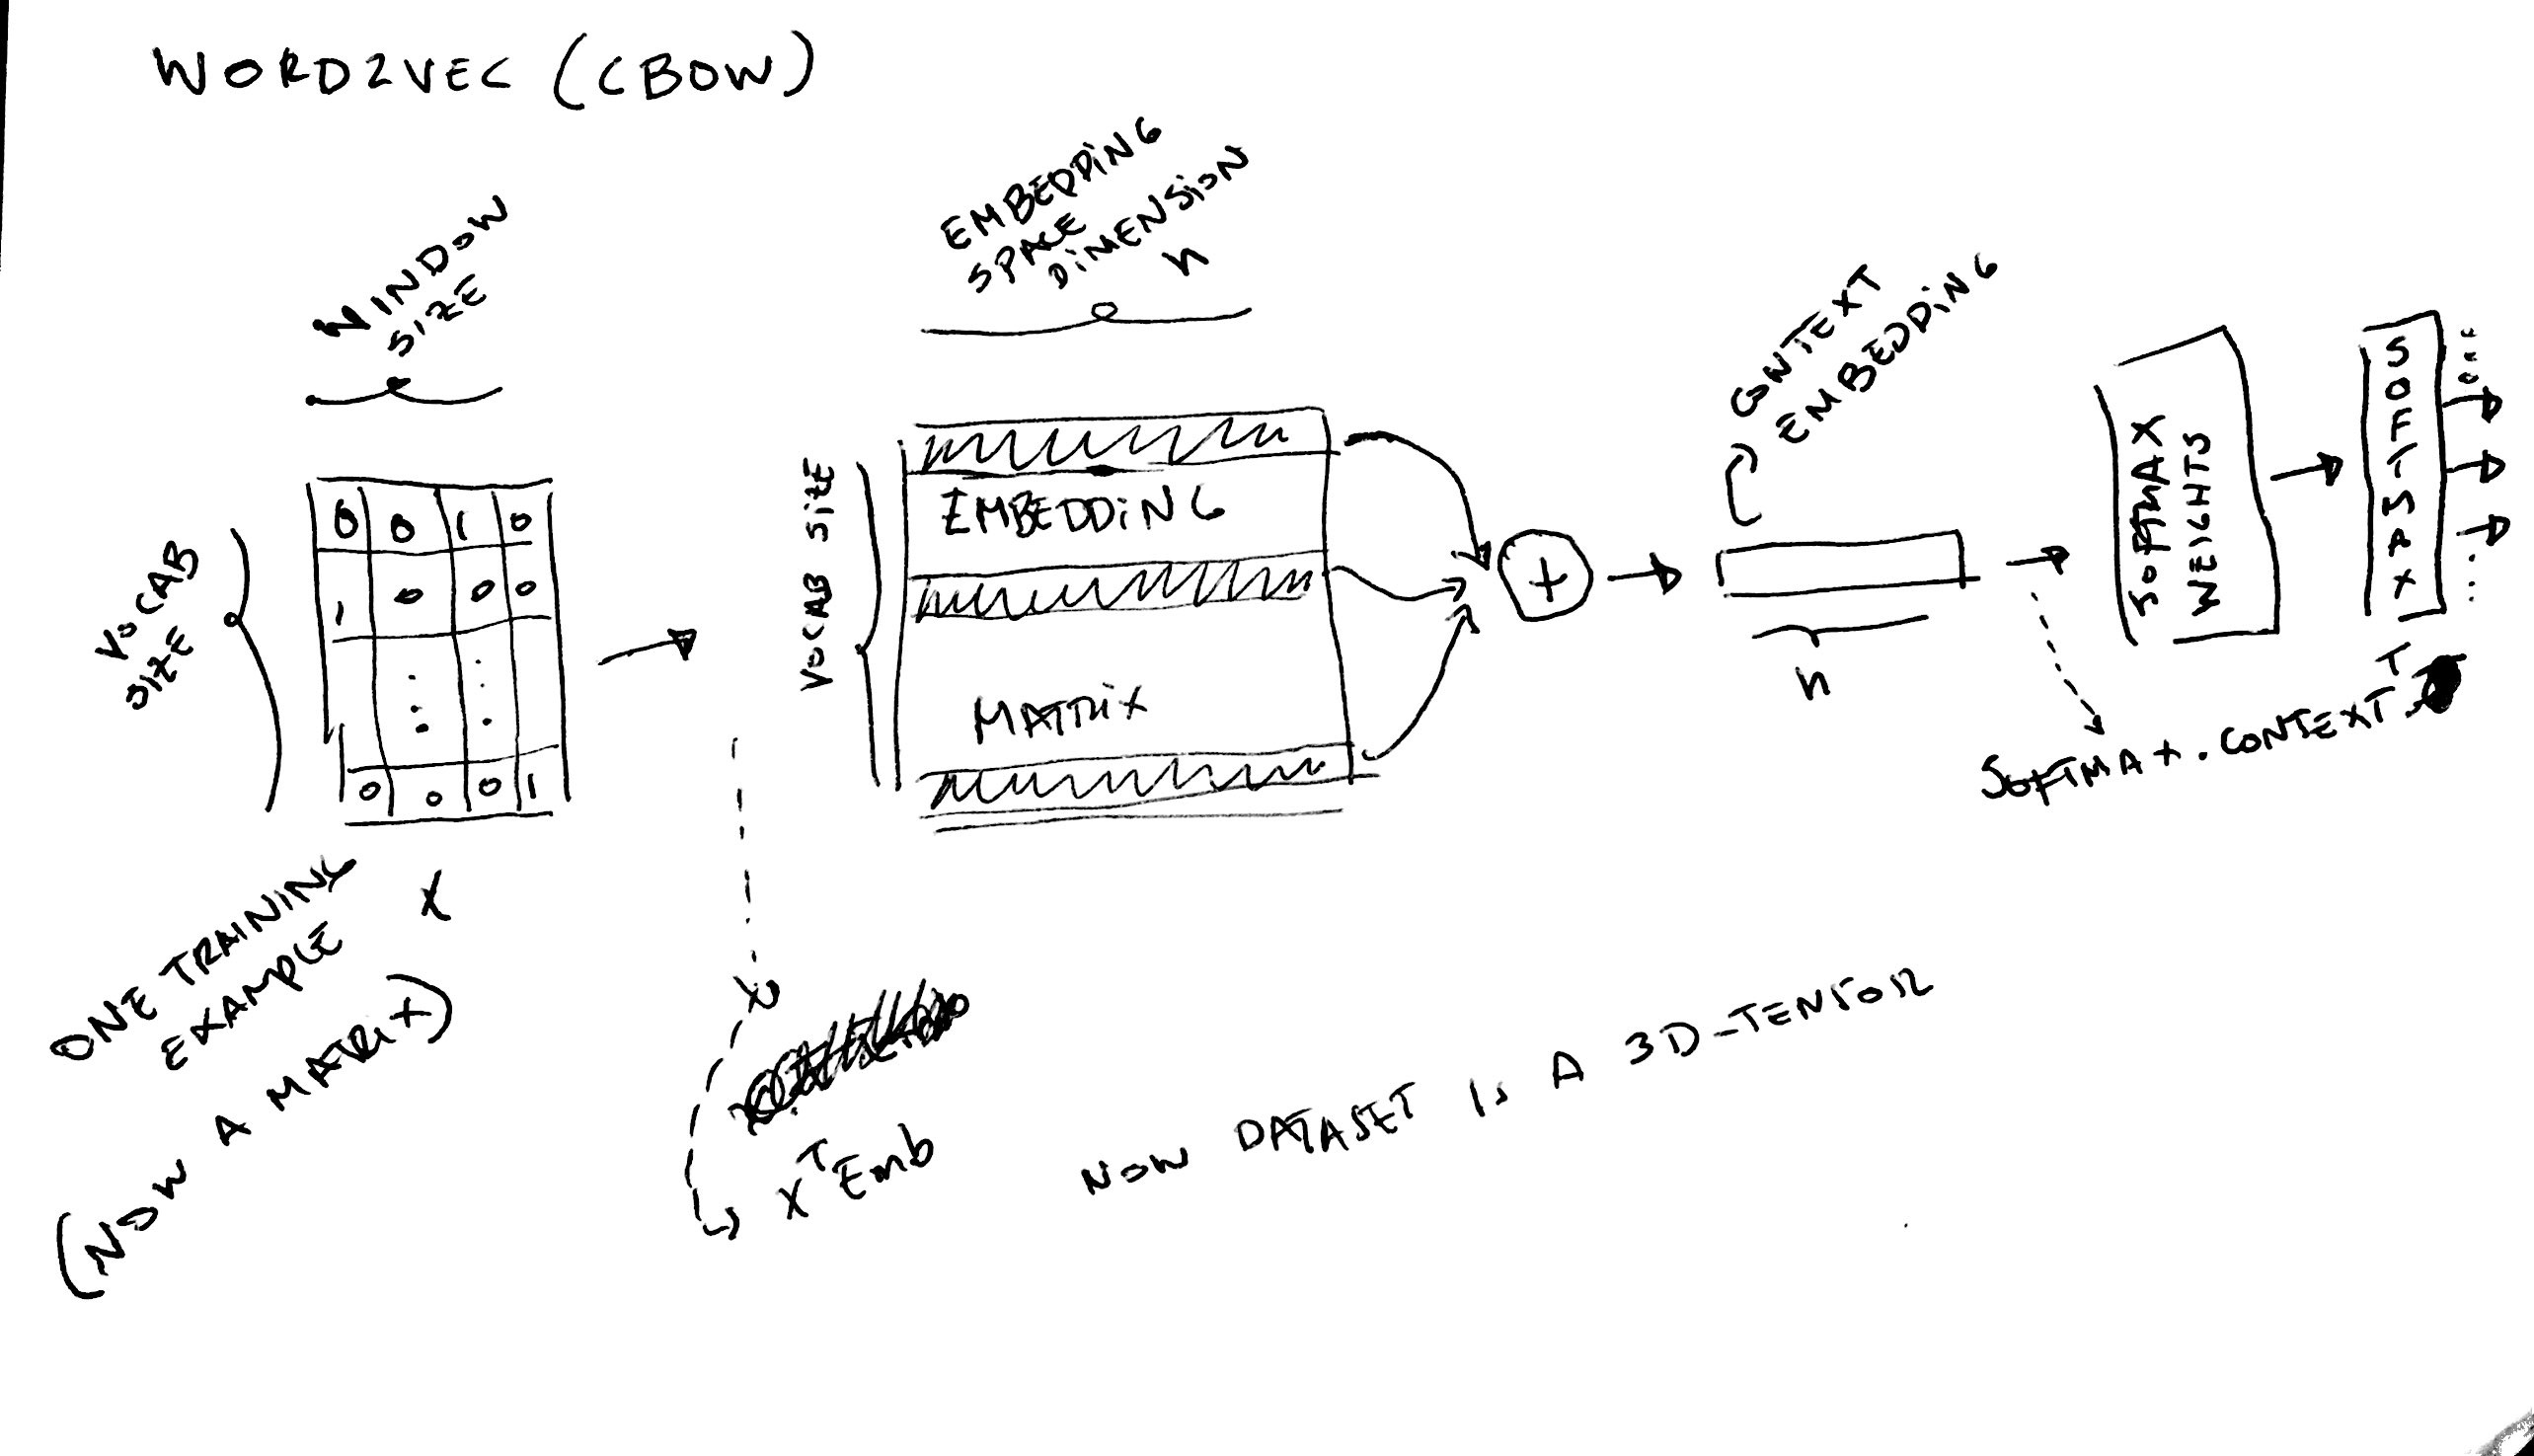 WORD2VEC (CBOW)
WINDOW
SIZE
EMBEDDING
SPACE
DIMENSION
n
CONTEXT
EMBEDDING
VOCAB
SIZE
0 0 1 0
1 0 0 0
: :
0 0 0 1
VOCAB SIZE
EMBEDDING
MATRIX
+
n
SOFTMAX
WEIGHTS
SOFTMAX
SOFTMAX . CONTEXT T
ONE TRAINING
EXAMPLE
(NOW A MATRIX)
X
X T Emb
NOW DATASET IS A 3D-TENSOR